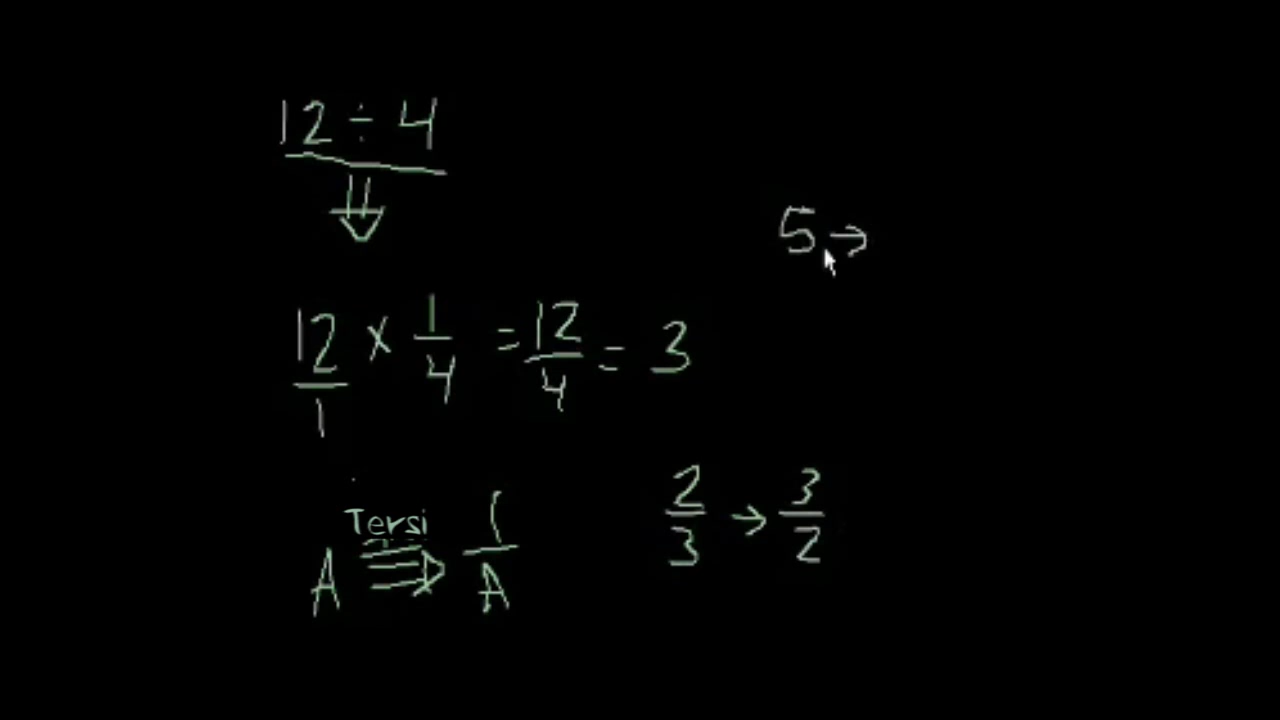 12 ÷ 4
5 →
12/1 × 1/4 = 12/4 = 3
Tersi
A ⇒ 1/A
2/3 → 3/2